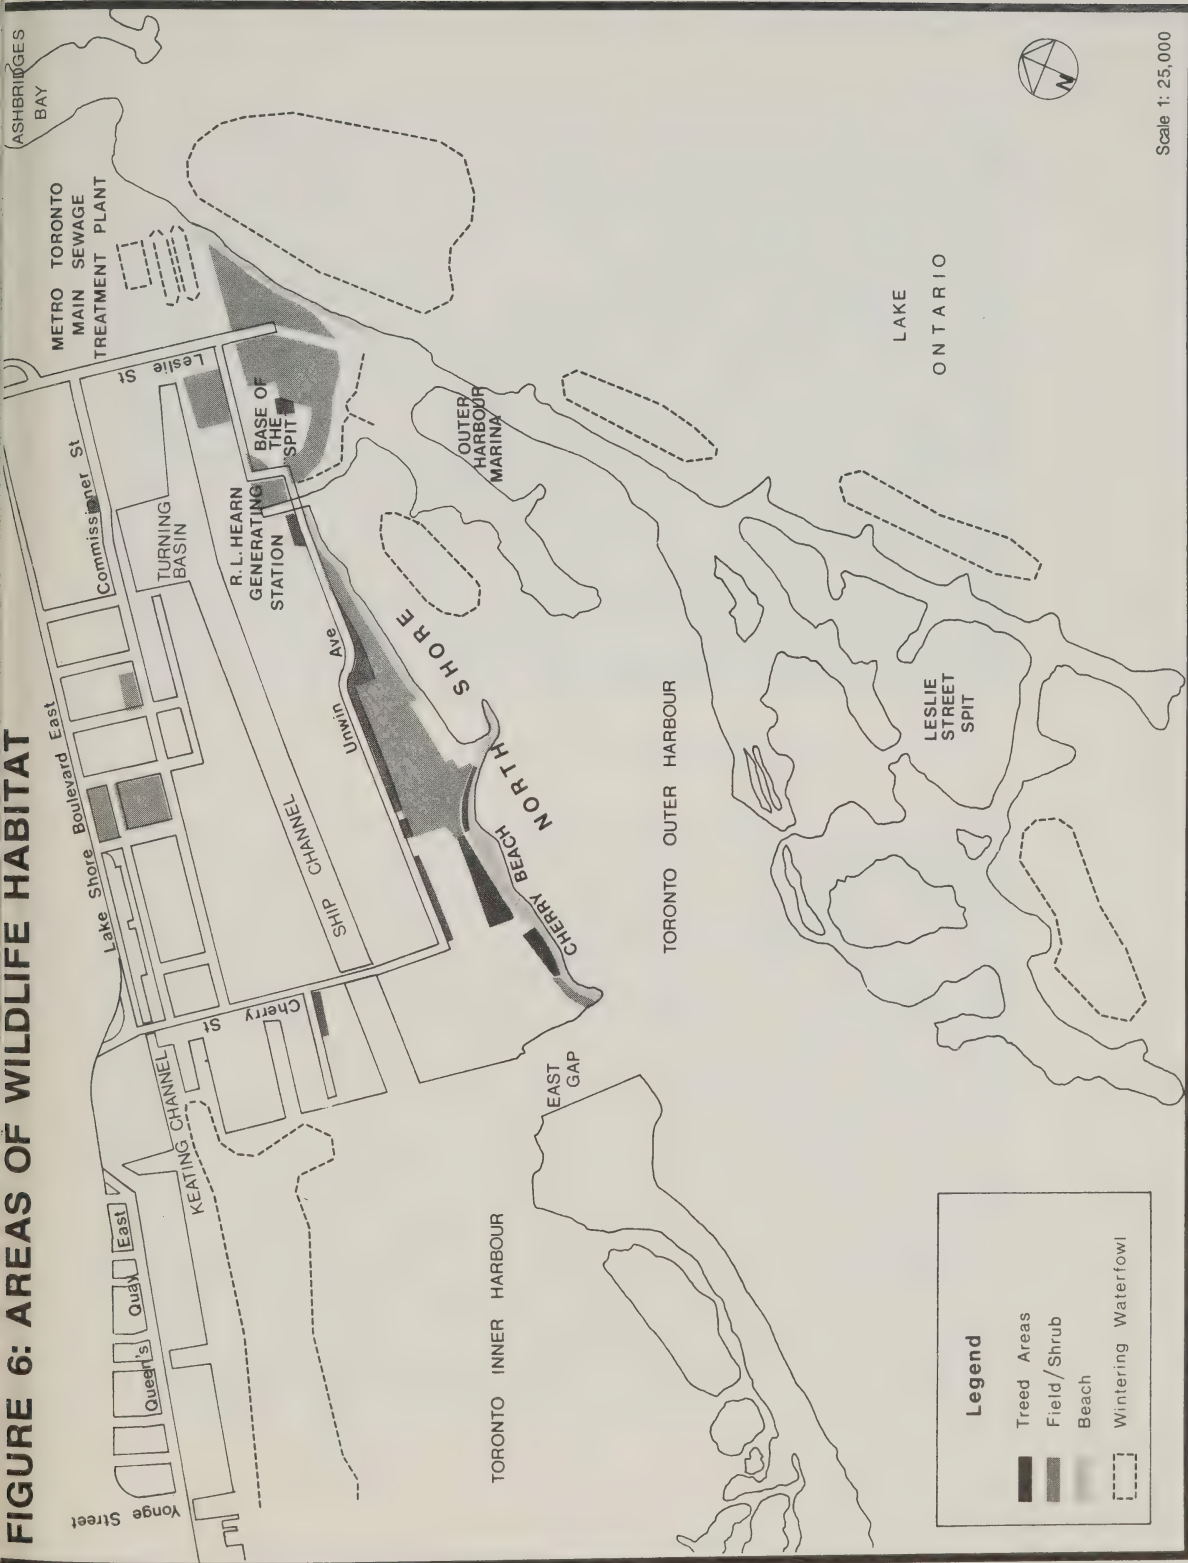 FIGURE 6: AREAS OF WILDLIFE HABITAT
ASHBRIDGES
BAY
METRO TORONTO
MAIN SEWAGE
TREATMENT PLANT
Leslie St
Commissioner St
TURNING
BASIN
R. L. HEARN
GENERATING
STATION
BASE OF
THE
SPIT
OUTER
HARBOUR
MARINA
LAKE
ONTARIO
Lake Shore Boulevard East
Unwin Ave
SHIP CHANNEL
NORTH SHORE
CHERRY BEACH
Cherry St
TORONTO OUTER HARBOUR
LESLIE
STREET
SPIT
KEATING CHANNEL
EAST
GAP
Queen's Quay East
Yonge Street
TORONTO INNER HARBOUR
Legend
Treed Areas
Field/Shrub
Beach
Wintering Waterfowl
N
Scale 1: 25,000